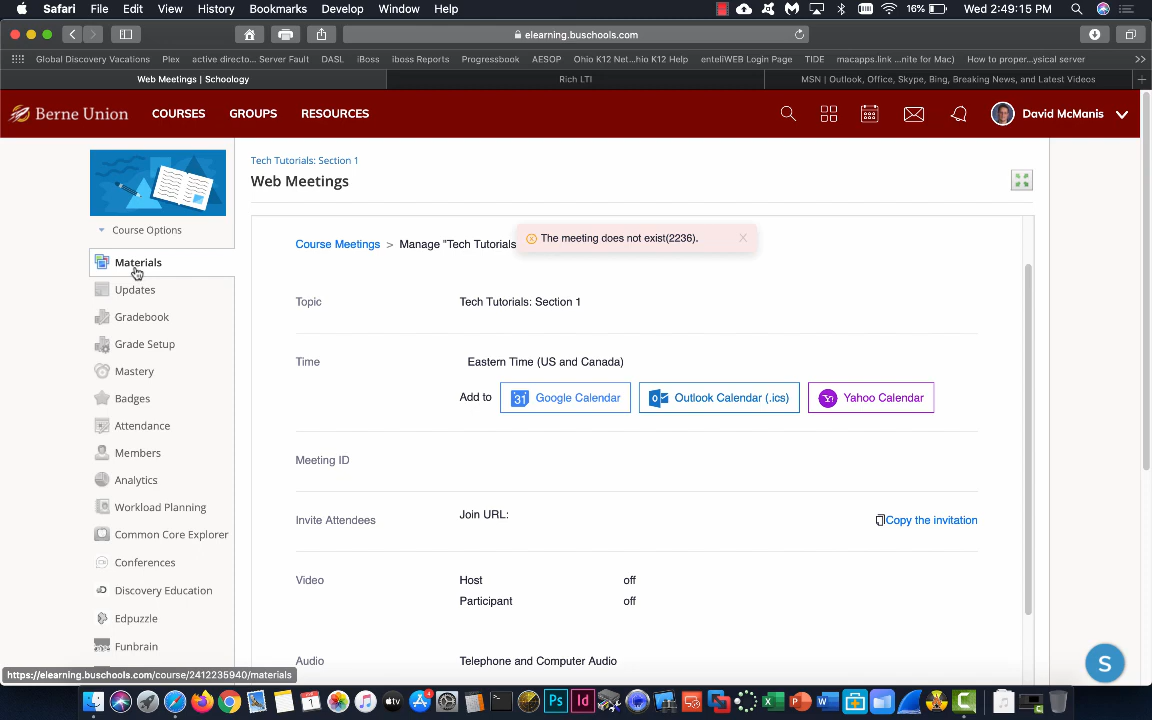 Safari File Edit View History Bookmarks Develop Window Help 16% Wed 2:49:15 PM
elearning.buschools.com
Global Discovery Vacations Plex active directo... Server Fault DASL iBoss iboss Reports Progressbook AESOP Ohio K12 Net...hio K12 Help enteliWEB Login Page TIDE macapps.link ...nite for Mac) How to proper...ysical server
Web Meetings | Schoology Rich LTI MSN | Outlook, Office, Skype, Bing, Breaking News, and Latest Videos
Berne Union COURSES GROUPS RESOURCES David McManis
Tech Tutorials: Section 1
Web Meetings
Course Options
The meeting does not exist(2236).
Course Meetings > Manage "Tech Tutorials
Materials
Updates
Gradebook
Grade Setup
Mastery
Badges
Attendance
Members
Analytics
Workload Planning
Common Core Explorer
Conferences
Discovery Education
Edpuzzle
Funbrain
Topic Tech Tutorials: Section 1
Time Eastern Time (US and Canada)
Add to 31 Google Calendar Outlook Calendar (.ics) Y! Yahoo Calendar
Meeting ID
Invite Attendees Join URL: Copy the invitation
Video Host off
Participant off
Audio Telephone and Computer Audio
S
https://elearning.buschools.com/course/2412235940/materials